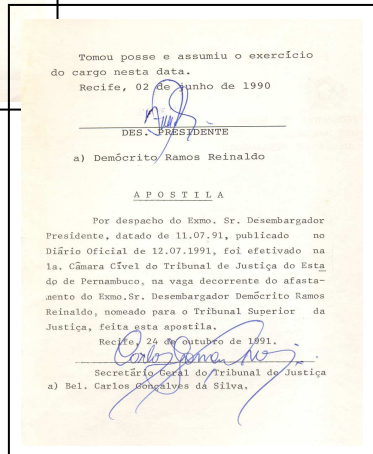 Tomou posse e assumiu o exercício
do cargo nesta data.
Recife, 02 de junho de 1990
DES. PRESIDENTE
a) Demócrito Ramos Reinaldo
A P O S T I L A
Por despacho do Exmo. Sr. Desembargador
Presidente, datado de 11.07.91, publicado no
Diário Oficial de 12.07.1991, foi efetivado na
1a. Câmara Cível do Tribunal de Justiça do Esta
do de Pernambuco, na vaga decorrente do afasta-
mento do Exmo.Sr. Desembargador Demócrito Ramos
Reinaldo, nomeado para o Tribunal Superior da
Justiça, feita esta apostila.
Recife, 24 de outubro de 1991.
Secretário Geral do Tribunal de Justiça
a) Bel. Carlos Gonçalves da Silva.